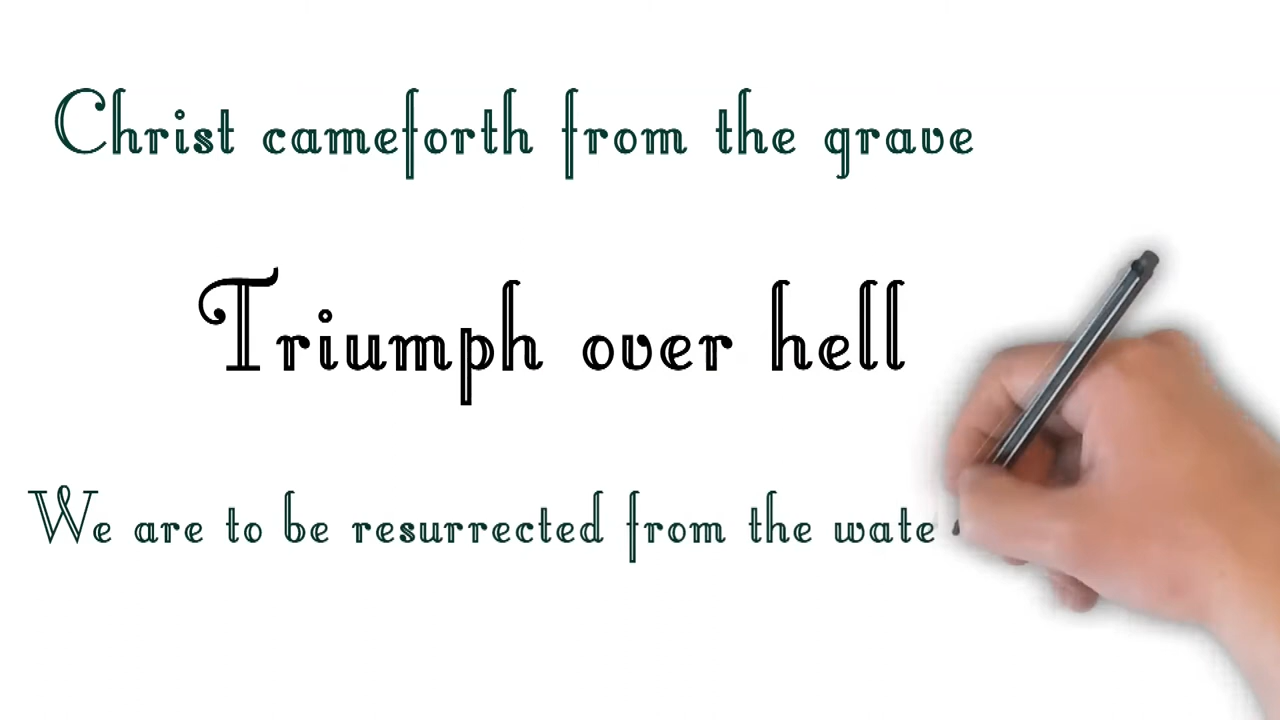 Christ cameforth from the grave
Triumph over hell
We are to be resurrected from the wate